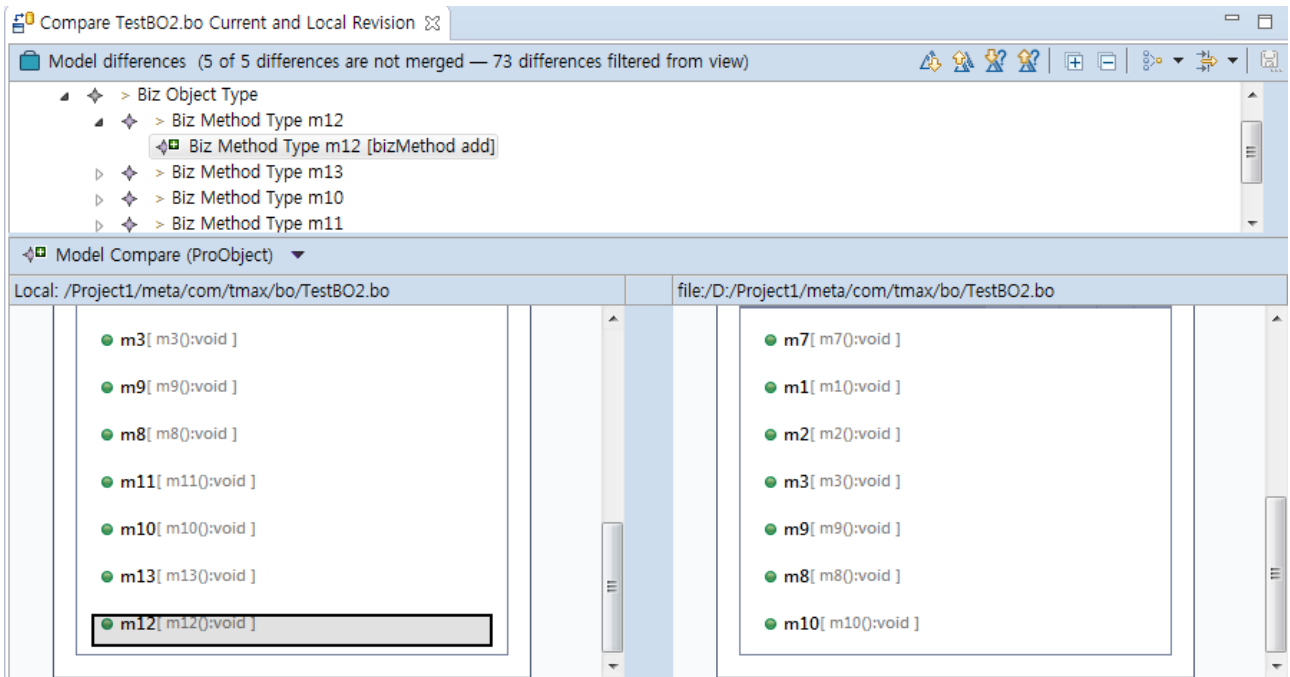 Compare TestBO2.bo Current and Local Revision
Model differences (5 of 5 differences are not merged — 73 differences filtered from view)
> Biz Object Type
> Biz Method Type m12
Biz Method Type m12 [bizMethod add]
> Biz Method Type m13
> Biz Method Type m10
> Biz Method Type m11
Model Compare (ProObject)
Local: /Project1/meta/com/tmax/bo/TestBO2.bo
m3[ m3():void ]
m9[ m9():void ]
m8[ m8():void ]
m11[ m11():void ]
m10[ m10():void ]
m13[ m13():void ]
m12[ m12():void ]
file:/D:/Project1/meta/com/tmax/bo/TestBO2.bo
m7[ m7():void ]
m1[ m1():void ]
m2[ m2():void ]
m3[ m3():void ]
m9[ m9():void ]
m8[ m8():void ]
m10[ m10():void ]